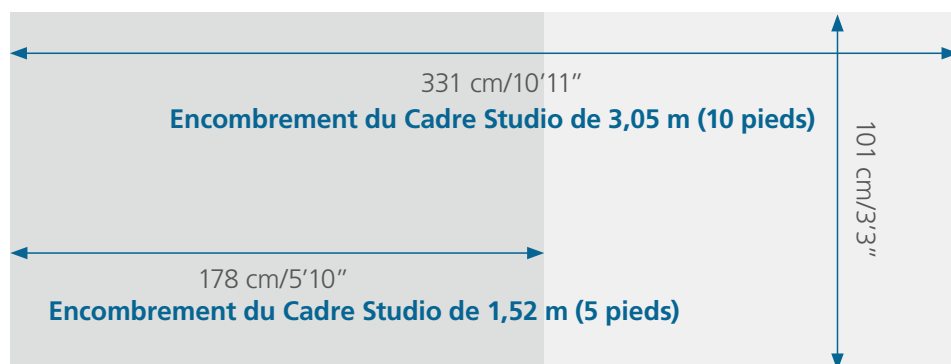 331 cm/10’11”
Encombrement du Cadre Studio de 3,05 m (10 pieds)
101 cm/3’3”
178 cm/5’10”
Encombrement du Cadre Studio de 1,52 m (5 pieds)